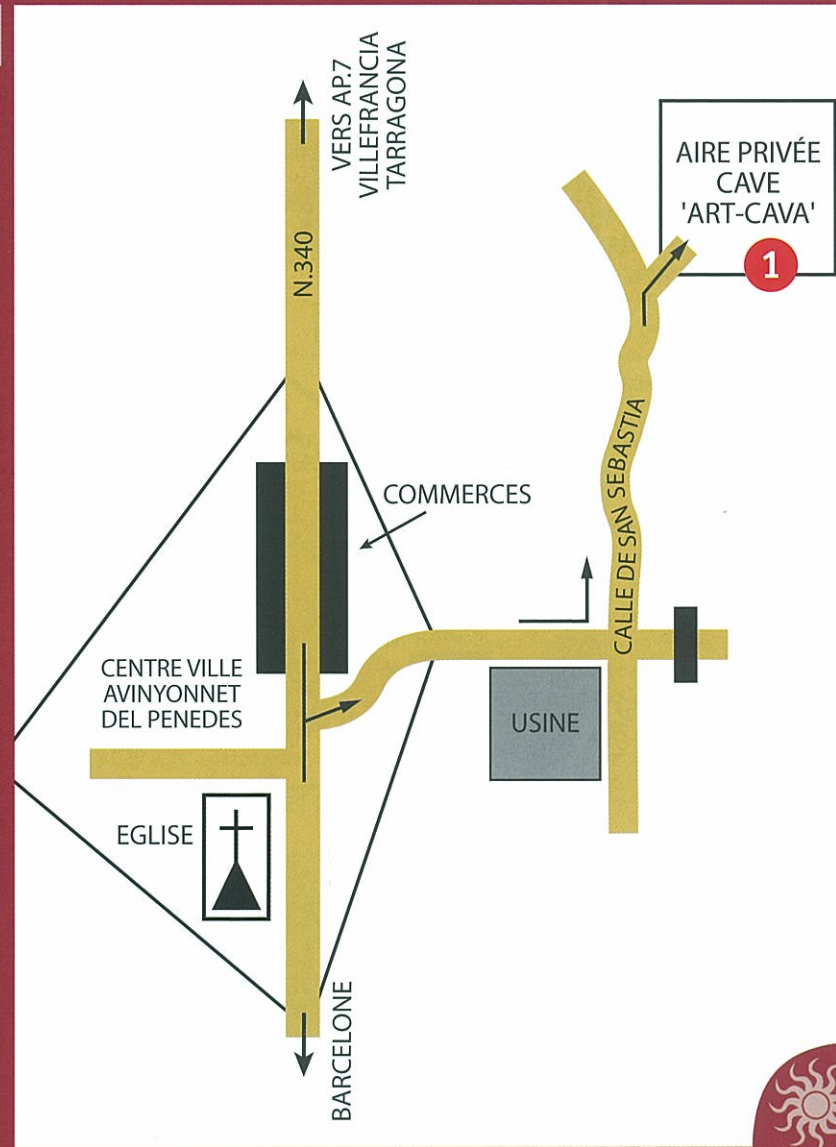 VERS AP.7
VILLEFRANCIA
TARRAGONA
N.340
AIRE PRIVÉE
CAVE
'ART-CAVA'
1
COMMERCES
CALLE DE SAN SEBASTIA
CENTRE VILLE
AVINYONNET
DEL PENEDES
USINE
EGLISE
BARCELONE